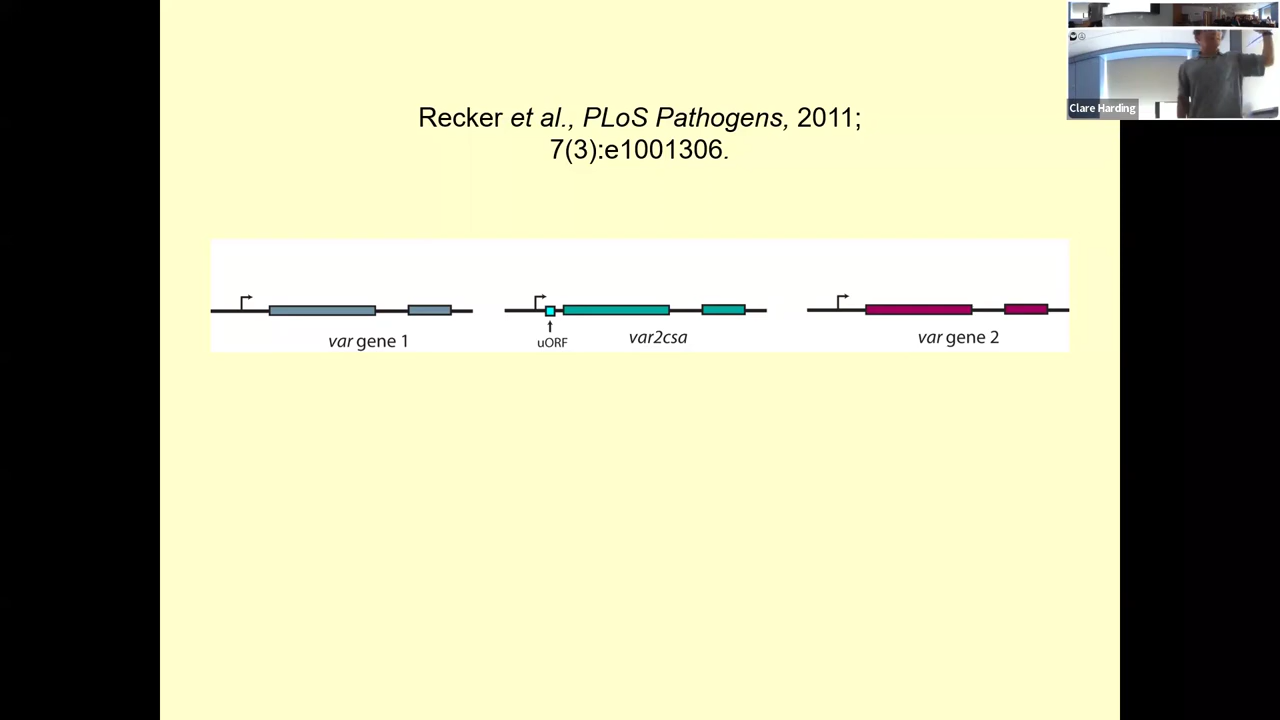 Recker et al., PLoS Pathogens, 2011;
7(3):e1001306.
Clare Harding
var gene 1
uORF
var2csa
var gene 2